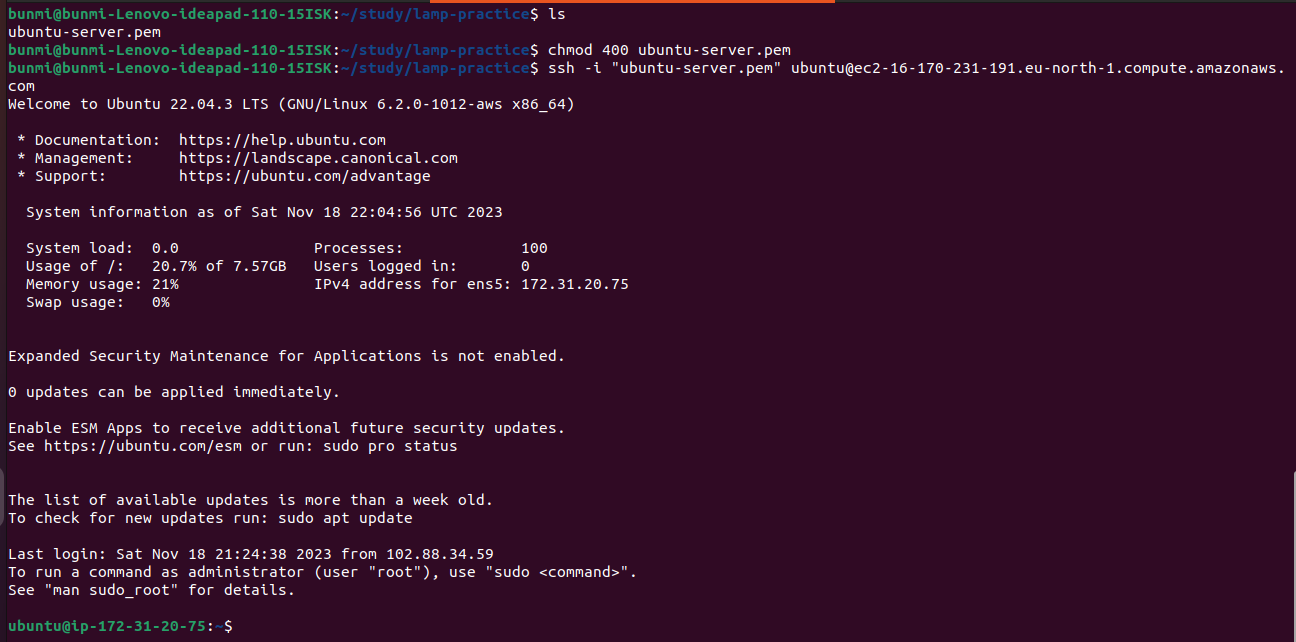 bunmi@bunmi-Lenovo-ideapad-110-15ISK:~/study/lamp-practice$ ls
ubuntu-server.pem
bunmi@bunmi-Lenovo-ideapad-110-15ISK:~/study/lamp-practice$ chmod 400 ubuntu-server.pem
bunmi@bunmi-Lenovo-ideapad-110-15ISK:~/study/lamp-practice$ ssh -i "ubuntu-server.pem" ubuntu@ec2-16-170-231-191.eu-north-1.compute.amazonaws.
com
Welcome to Ubuntu 22.04.3 LTS (GNU/Linux 6.2.0-1012-aws x86_64)

 * Documentation:  https://help.ubuntu.com
 * Management:     https://landscape.canonical.com
 * Support:        https://ubuntu.com/advantage

  System information as of Sat Nov 18 22:04:56 UTC 2023

  System load:  0.0               Processes:             100
  Usage of /:   20.7% of 7.57GB   Users logged in:       0
  Memory usage: 21%               IPv4 address for ens5: 172.31.20.75
  Swap usage:   0%

Expanded Security Maintenance for Applications is not enabled.

0 updates can be applied immediately.

Enable ESM Apps to receive additional future security updates.
See https://ubuntu.com/esm or run: sudo pro status

The list of available updates is more than a week old.
To check for new updates run: sudo apt update

Last login: Sat Nov 18 21:24:38 2023 from 102.88.34.59
To run a command as administrator (user "root"), use "sudo <command>".
See "man sudo_root" for details.

ubuntu@ip-172-31-20-75:~$